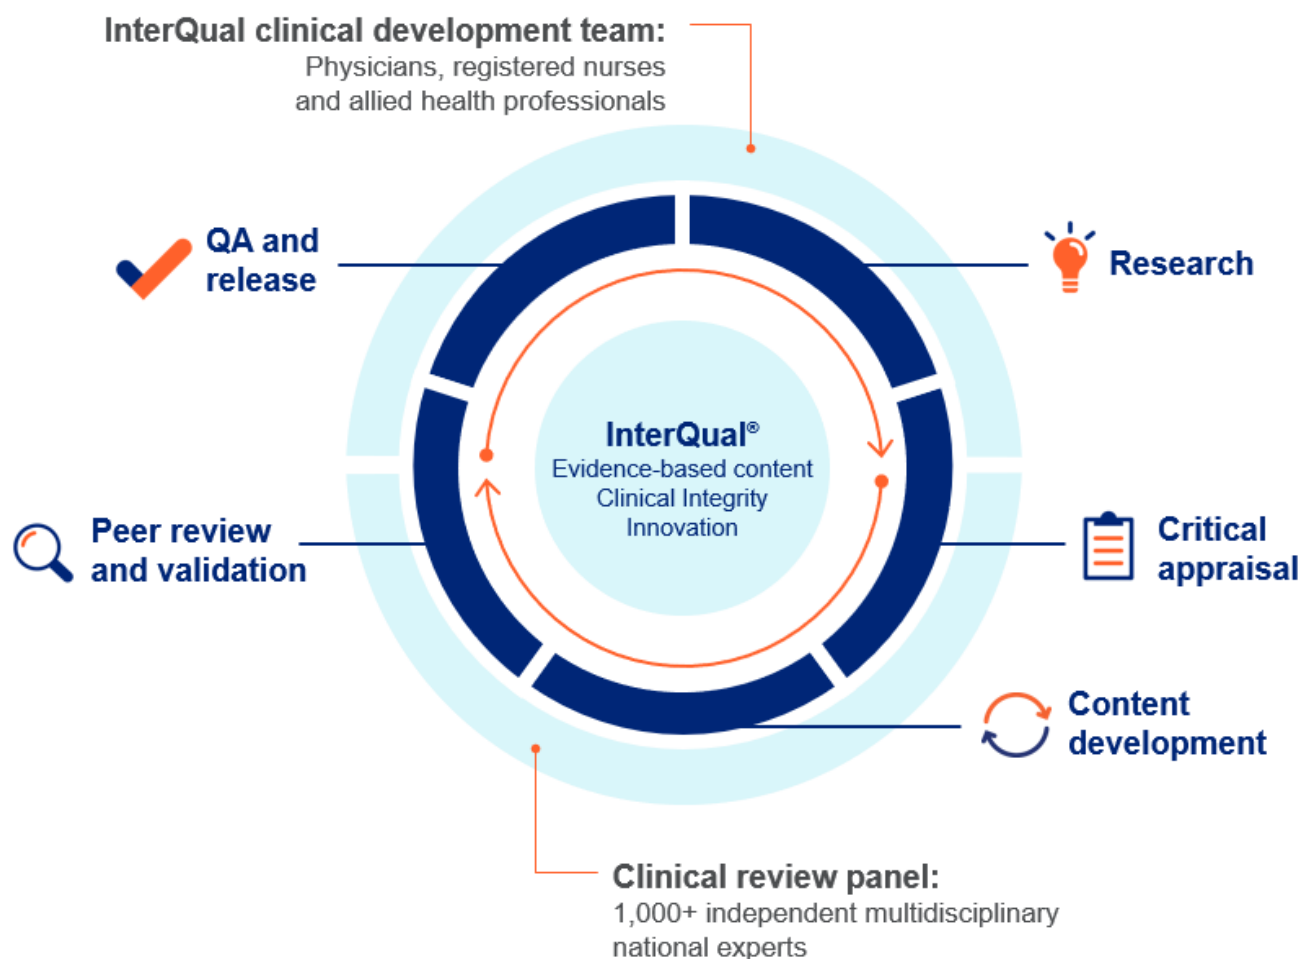 InterQual clinical development team:
Physicians, registered nurses
and allied health professionals
QA and
release
Research
InterQual®
Evidence-based content
Clinical Integrity
Innovation
Peer review
and validation
Critical
appraisal
Content
development
Clinical review panel:
1,000+ independent multidisciplinary
national experts